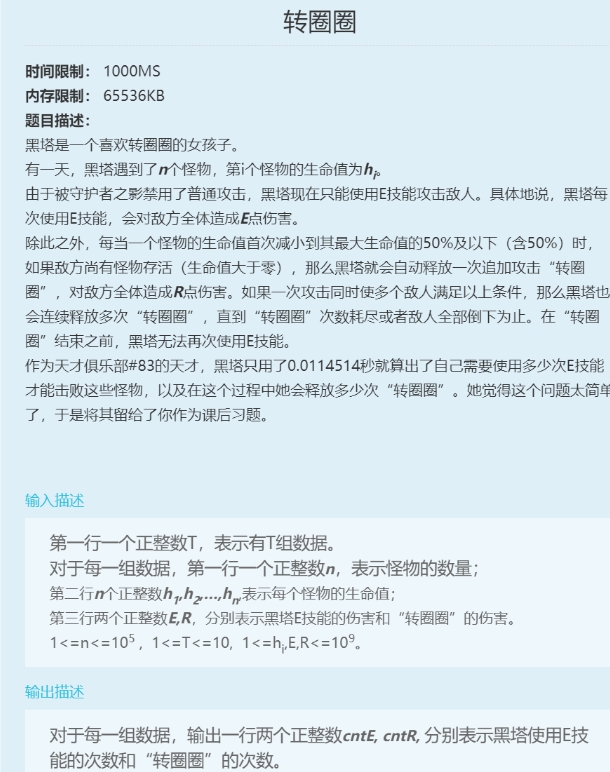 转圈圈
时间限制： 1000MS
内存限制： 65536KB
题目描述：
黑塔是一个喜欢转圈圈的女孩子。
有一天，黑塔遇到了n个怪物，第i个怪物的生命值为hi。
由于被守护者之影禁用了普通攻击，黑塔现在只能使用E技能攻击敌人。具体地说，黑塔每
次使用E技能，会对敌方全体造成E点伤害。
除此之外，每当一个怪物的生命值首次减小到其最大生命值的50%及以下（含50%）时，
如果敌方尚有怪物存活（生命值大于零），那么黑塔就会自动释放一次追加攻击“转圈
圈”，对敌方全体造成R点伤害。如果一次攻击同时使多个敌人满足以上条件，那么黑塔也
会连续释放多次“转圈圈”，直到“转圈圈”次数耗尽或者敌人全部倒下为止。在“转圈
圈”结束之前，黑塔无法再次使用E技能。
作为天才俱乐部#83的天才，黑塔只用了0.0114514秒就算出了自己需要使用多少次E技能
才能击败这些怪物，以及在这个过程中她会释放多少次“转圈圈”。她觉得这个问题太简单
了，于是将其留给了你作为课后习题。
输入描述
第一行一个正整数T，表示有T组数据。
对于每一组数据，第一行一个正整数n，表示怪物的数量；
第二行n个正整数h1,h2,...,hn,表示每个怪物的生命值；
第三行两个正整数E,R，分别表示黑塔E技能的伤害和“转圈圈”的伤害。
1<=n<=10^5，1<=T<=10, 1<=hi,E,R<=10^9。
输出描述
对于每一组数据，输出一行两个正整数cntE, cntR, 分别表示黑塔使用E技
能的次数和“转圈圈”的次数。